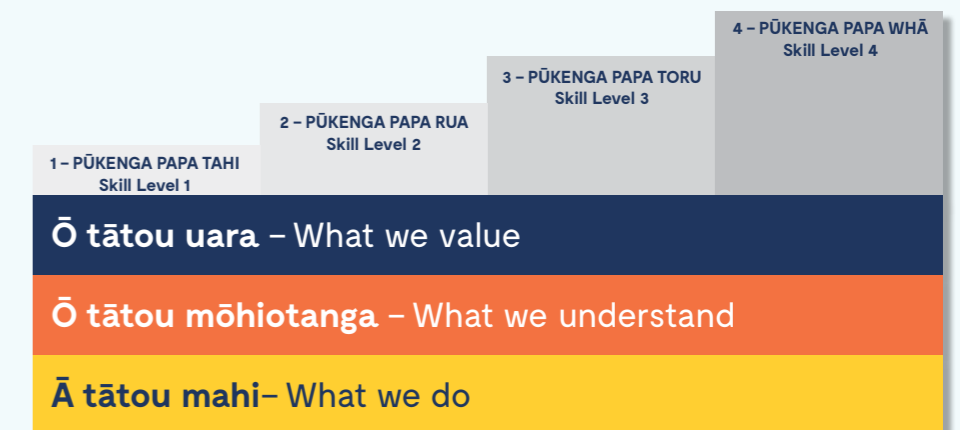 4 – PŪKENGA PAPA WHĀ
Skill Level 4
3 – PŪKENGA PAPA TORU
Skill Level 3
2 – PŪKENGA PAPA RUA
Skill Level 2
1 – PŪKENGA PAPA TAHI
Skill Level 1
Ō tātou uara – What we value
Ō tātou mōhiotanga – What we understand
Ā tātou mahi– What we do